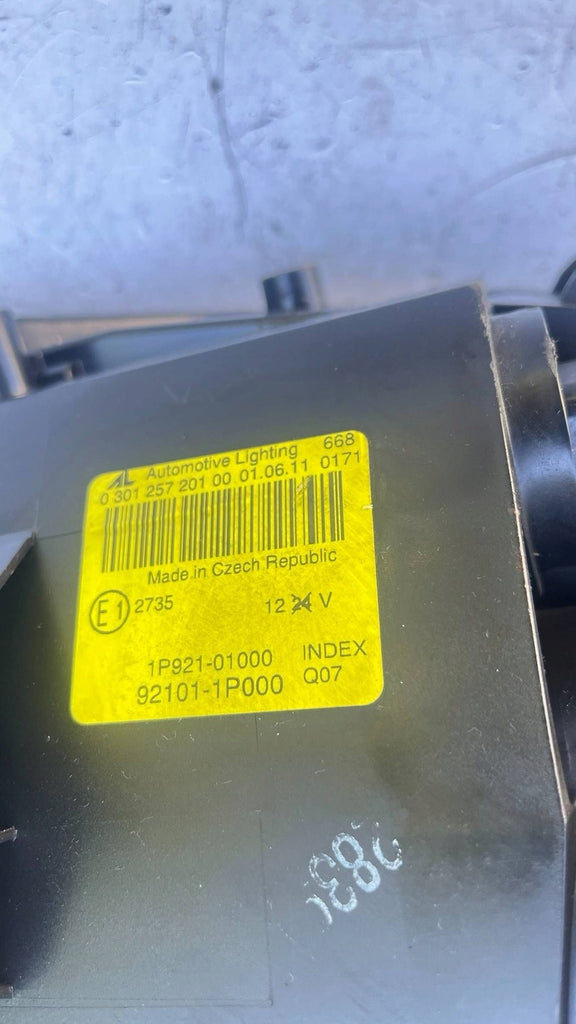 AL Automotive Lighting 668
0 301 257 201 00 01.06.11 0171
Made in Czech Republic
E1 2735 12 24 V
1P921-01000 INDEX
92101-1P000 Q07